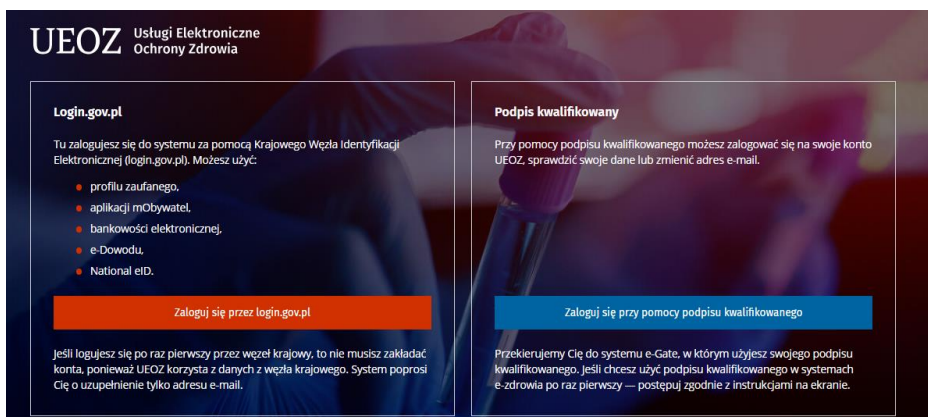 UEOZ
Usługi Elektroniczne
Ochrony Zdrowia
Login.gov.pl
Tu zalogujesz się do systemu za pomocą Krajowego Węzła Identyfikacji
Elektronicznej (login.gov.pl). Możesz użyć:
profilu zaufanego,
aplikacji mObywatel,
bankowości elektronicznej,
e-Dowodu,
National eID.
Zaloguj się przez login.gov.pl
Jeśli logujesz się po raz pierwszy przez węzeł krajowy, to nie musisz zakładać
konta, ponieważ UEOZ korzysta z danych z węzła krajowego. System poprosi
Cię o uzupełnienie tylko adresu e-mail.
Podpis kwalifikowany
Przy pomocy podpisu kwalifikowanego możesz zalogować się na swoje konto
UEOZ, sprawdzić swoje dane lub zmienić adres e-mail.
Zaloguj się przy pomocy podpisu kwalifikowanego
Przekierujemy Cię do systemu e-Gate, w którym użyjesz swojego podpisu
kwalifikowanego. Jeśli chcesz użyć podpisu kwalifikowanego w systemach
e-zdrowia po raz pierwszy — postępuj zgodnie z instrukcjami na ekranie.